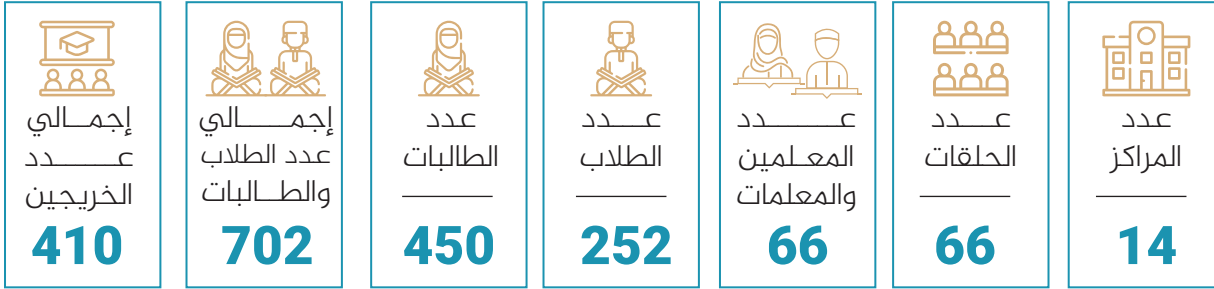 عدد
المراكز
14
عدد
الحلقات
66
عدد
المعلمين
والمعلمات
66
عدد
الطلاب
252
عدد
الطالبات
450
إجمالي
عدد الطلاب
والطالبات
702
إجمالي
عدد
الخريجين
410